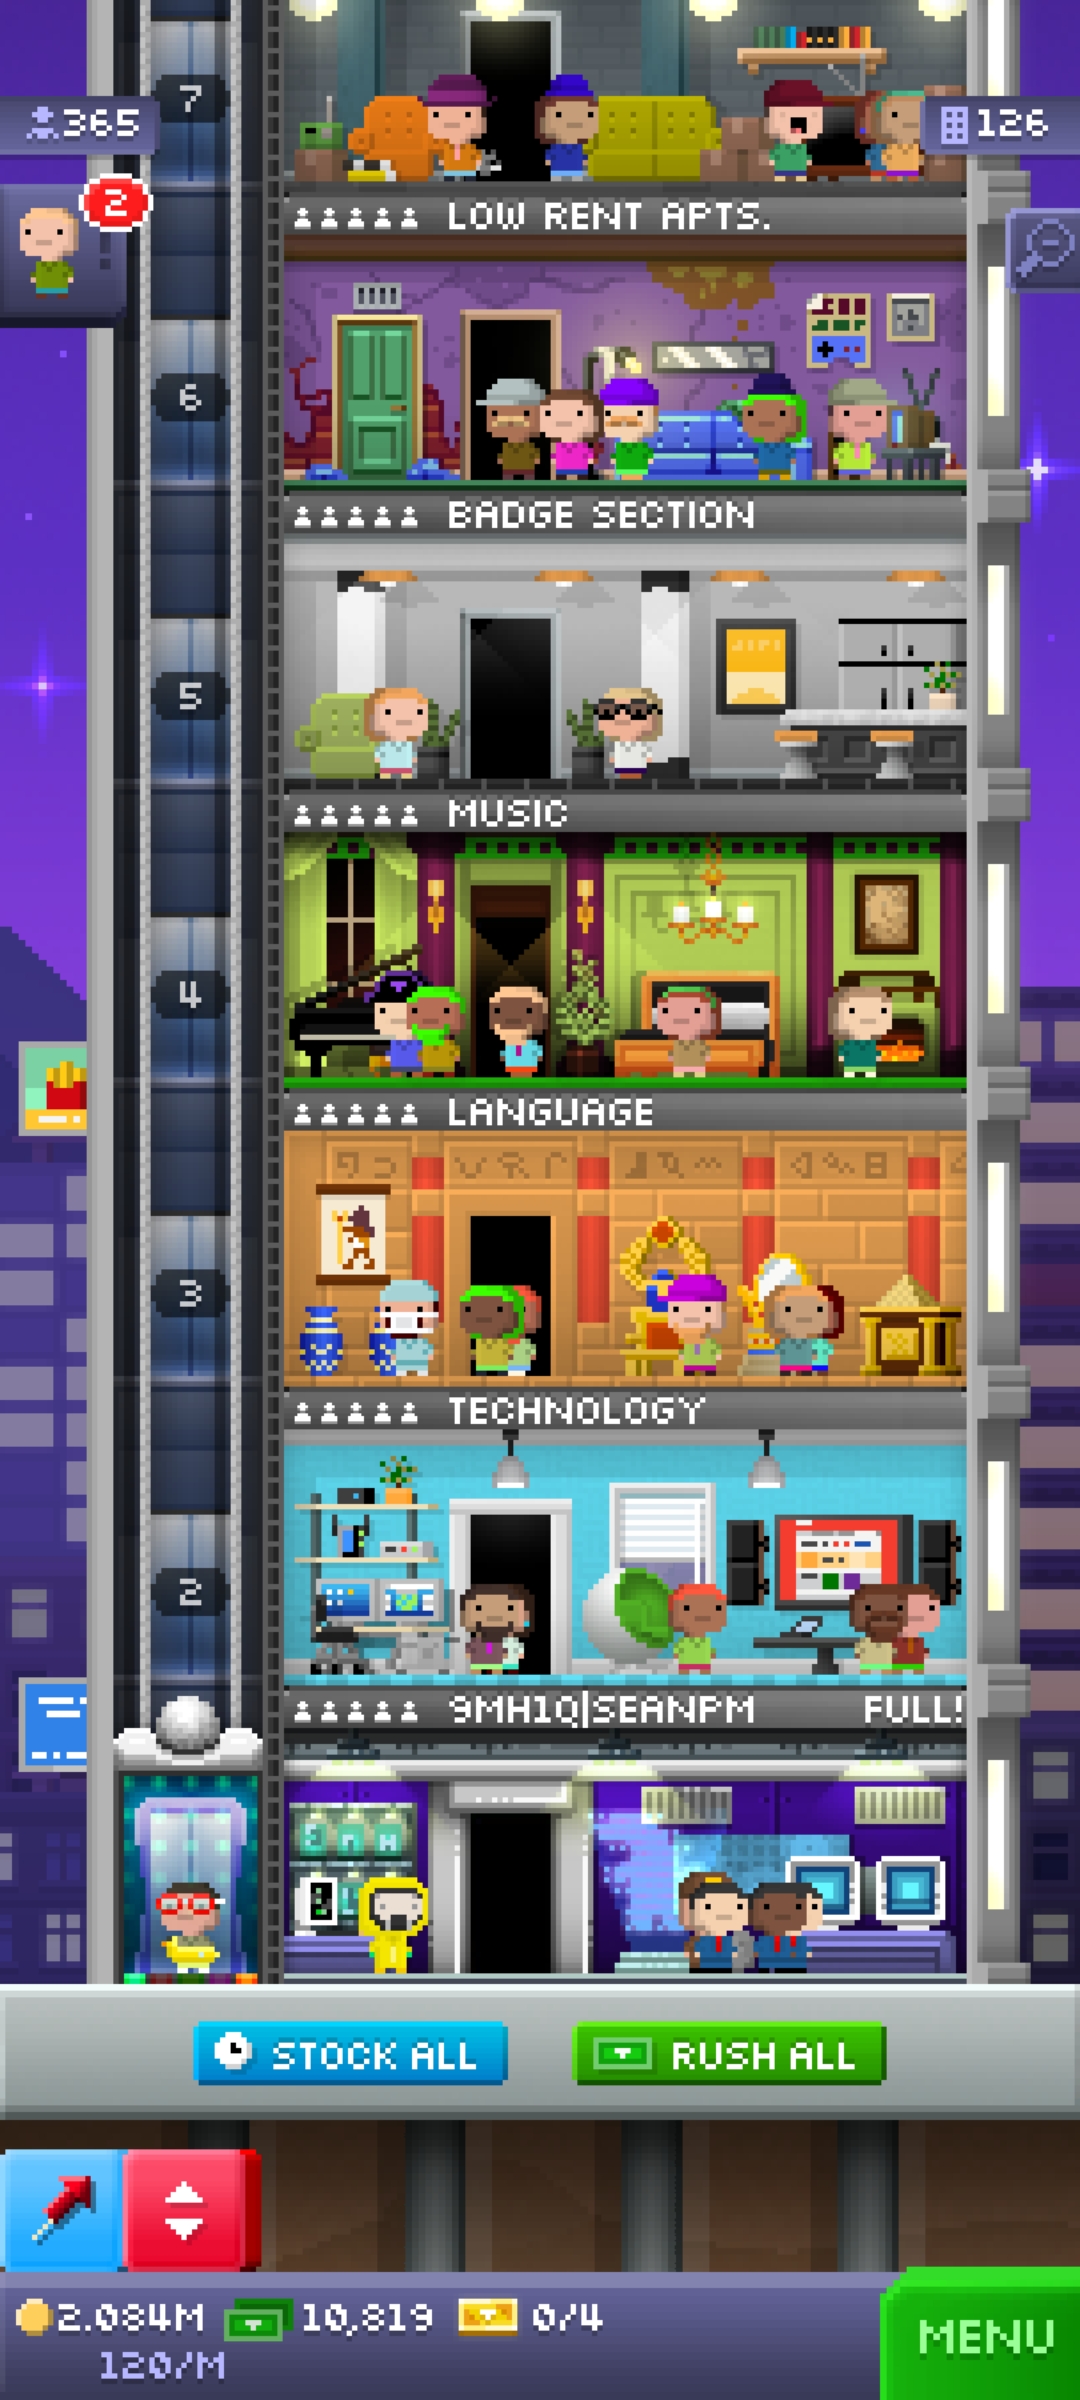 7
365
126
2
LOW RENT APTS.
6
BADGE SECTION
5
MUSIC
4
LANGUAGE
3
TECHNOLOGY
2
9MH1Q|SEANPM FULL!
STOCK ALL
RUSH ALL
2.084M 10,819 0/4
120/M
MENU